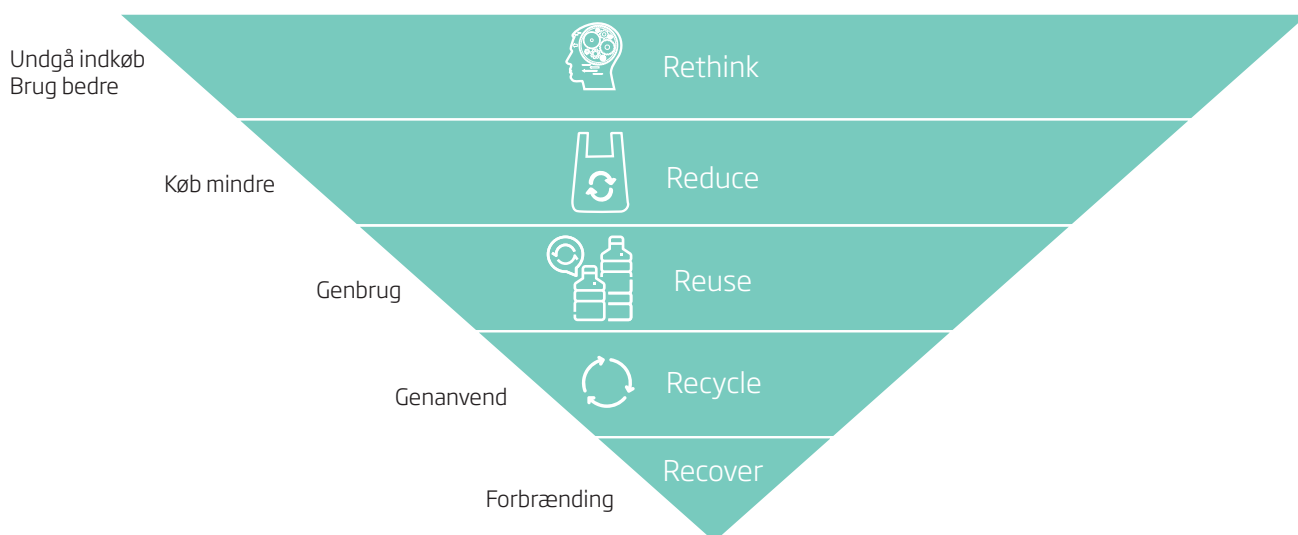 Undgå indkøb
Brug bedre
Rethink
Køb mindre
Reduce
Genbrug
Reuse
Genanvend
Recycle
Forbrænding
Recover